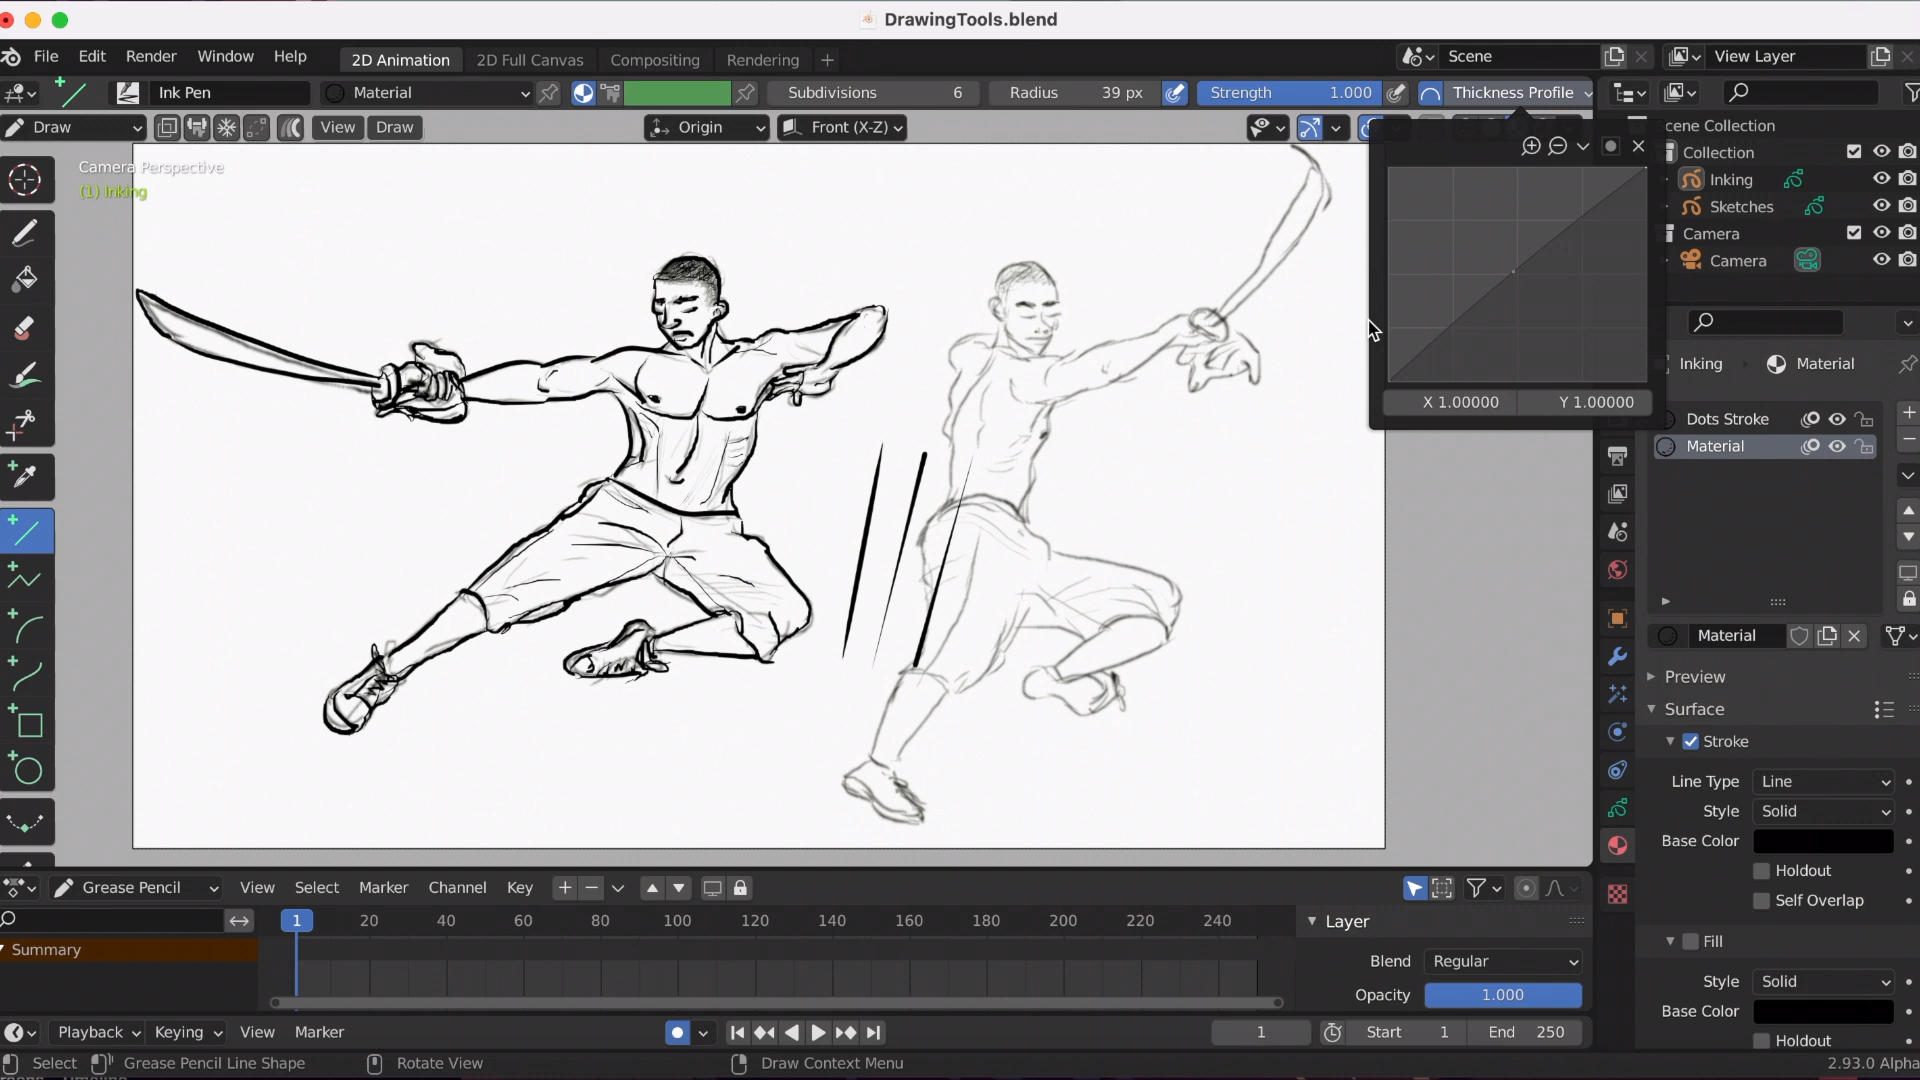 DrawingTools.blend
File Edit Render Window Help 2D Animation 2D Full Canvas Compositing Rendering + Scene View Layer
Ink Pen Material Subdivisions 6 Radius 39 px Strength 1.000 Thickness Profile
Draw View Draw Origin Front (X-Z)
cene Collection
Camera Perspective
(1) Inking
Collection
Inking
Sketches
Camera
Camera
Inking Material
X 1.00000 Y 1.00000
Dots Stroke
Material
Material
Preview
Surface
Stroke
Line Type Line
Style Solid
Base Color
Holdout
Self Overlap
Fill
Style Solid
Base Color
Holdout
Grease Pencil View Select Marker Channel Key
1 20 40 60 80 100 120 140 160 180 200 220 240
Summary
Layer
Blend Regular
Opacity 1.000
Playback Keying View Marker 1 Start 1 End 250
Select Grease Pencil Line Shape Rotate View Draw Context Menu 2.93.0 Alpha